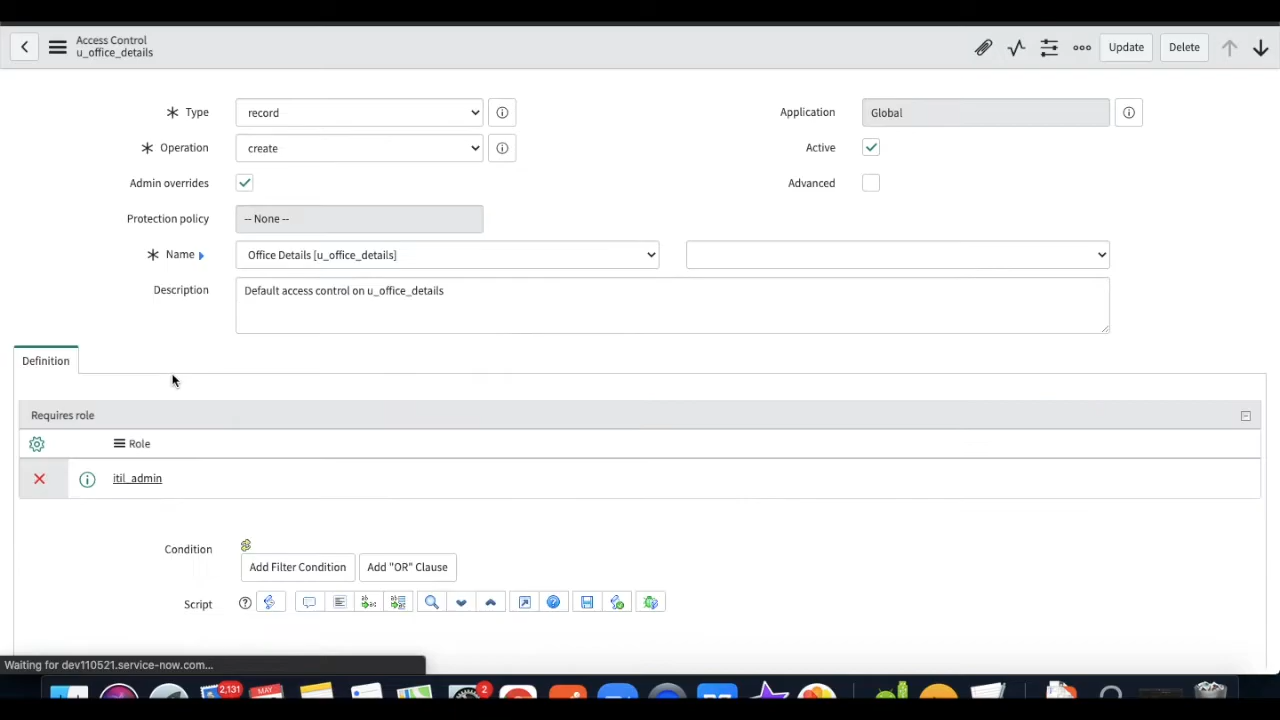 Access Control
u_office_details
Update
Delete
Type
record
Application
Global
Operation
create
Active
Admin overrides
Advanced
Protection policy
-- None --
Name
Office Details [u_office_details]
Description
Default access control on u_office_details
Definition
Requires role
Role
itil_admin
Condition
Add Filter Condition
Add "OR" Clause
Script
Waiting for dev110521.service-now.com...
2,131
MAY
2